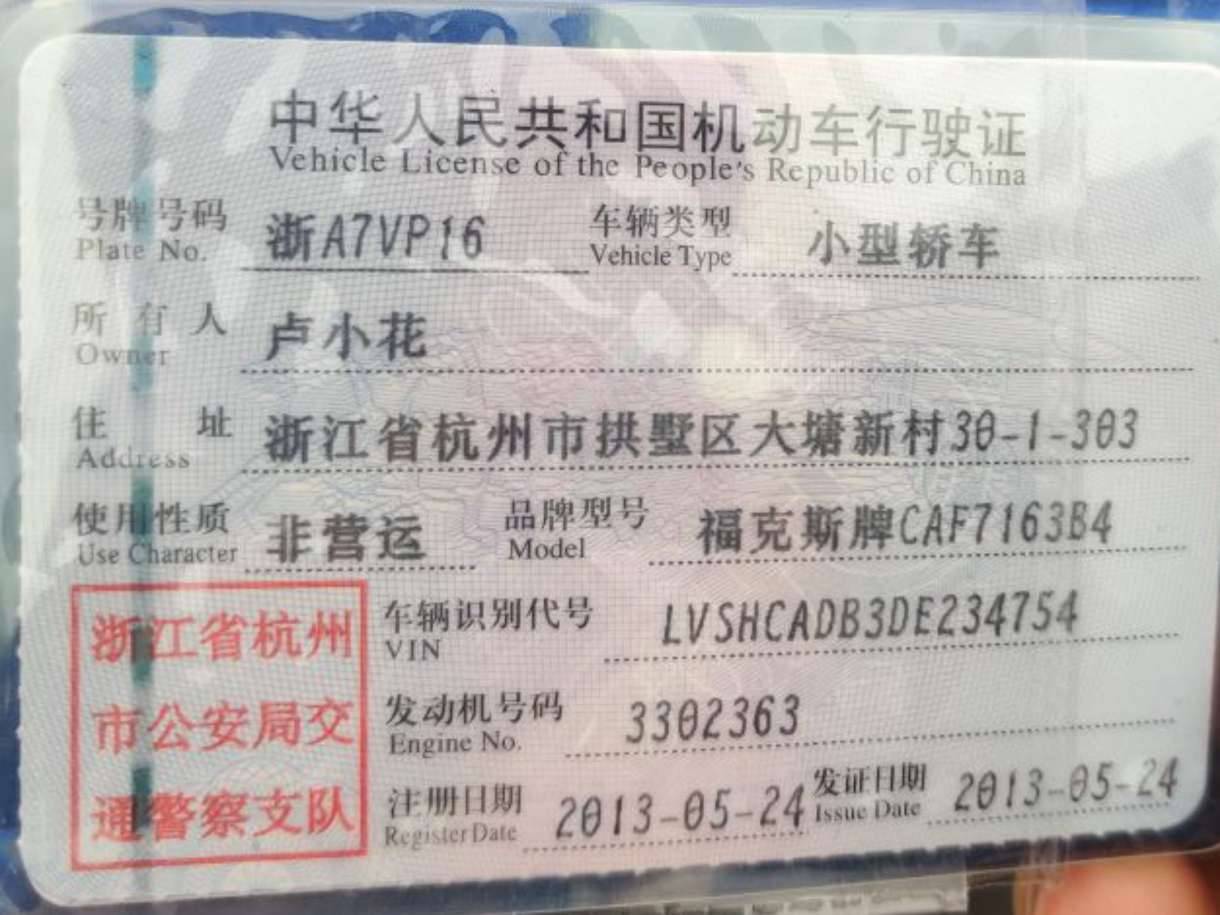 中华人民共和国机动车行驶证
Vehicle License of the People's Republic of China
号牌号码 浙A7VP16 车辆类型 小型轿车
Plate No. Vehicle Type
所有人 卢小花
Owner
住址 浙江省杭州市拱墅区大塘新村30-1-303
Address
使用性质 非营运 品牌型号 福克斯牌CAF7163B4
Use Character Model
浙江省杭州
市公安局交
通警察支队
车辆识别代号 LVSHCADB3DE234754
VIN
发动机号码 3302363
Engine No.
注册日期 2013-05-24 发证日期 2013-05-24
Register Date Issue Date